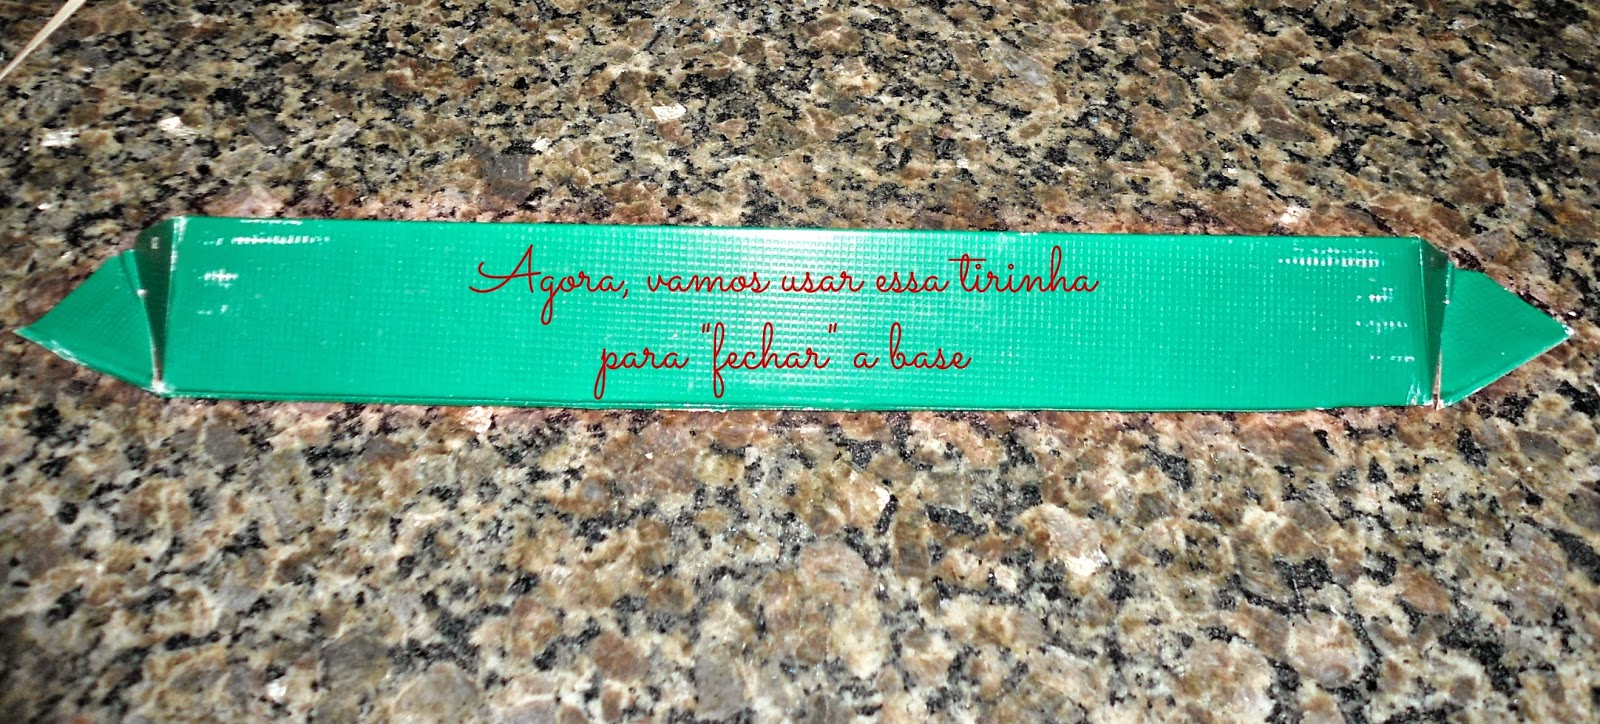 Agora, vamos usar essa tirinha
para "fechar" a base